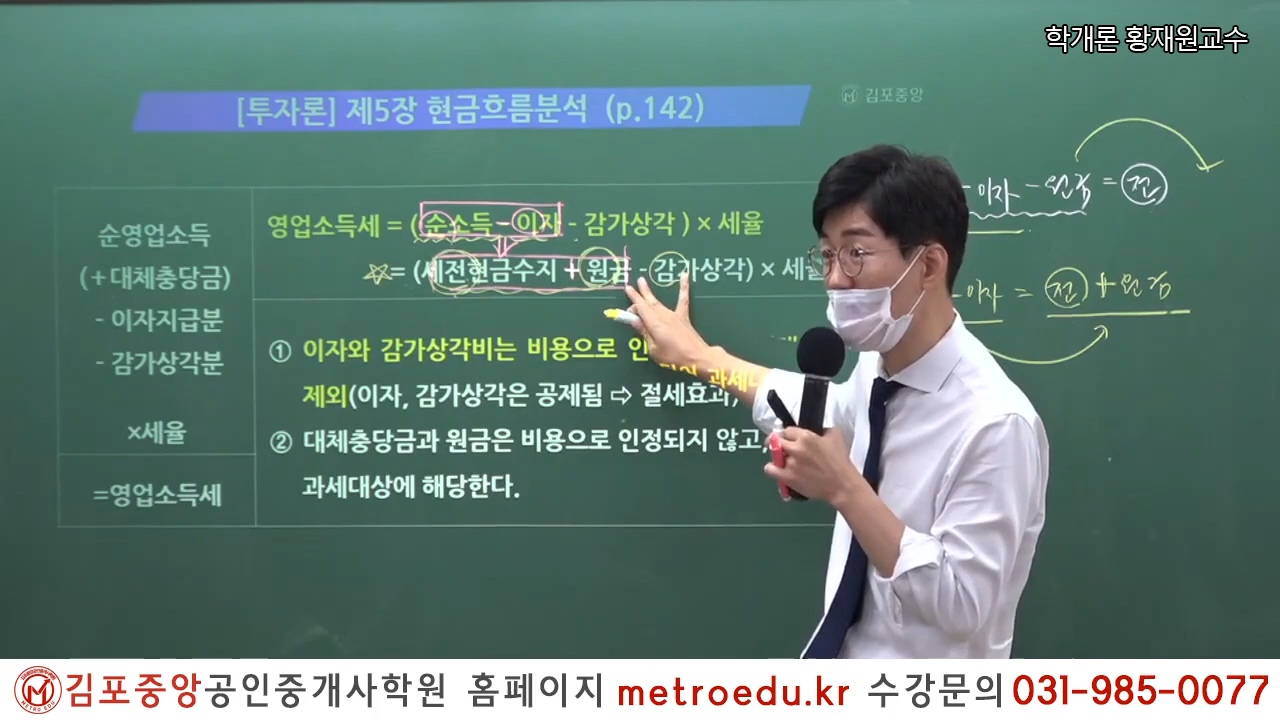 학개론 황재원교수
[투자론] 제5장 현금흐름분석 (p.142)
김포중앙
순영업소득
(+대체충당금)
- 이자지급분
- 감가상각분
×세율
=영업소득세
영업소득세 = ( 순소득 - 이자 - 감가상각 ) × 세율
= (세전현금수지 + 원금 - 감가상각) × 세율
① 이자와 감가상각비는 비용으로
제외(이자, 감가상각은 공제됨 ⇨ 절세효과)
② 대체충당금과 원금은 비용으로 인정되지 않고,
과세대상에 해당한다.
- 이자 - 원금 = 전
- 이자 = 전 + 원금
METRO EDU
김포중앙공인중개사학원 홈페이지 metroedu.kr 수강문의 031-985-0077